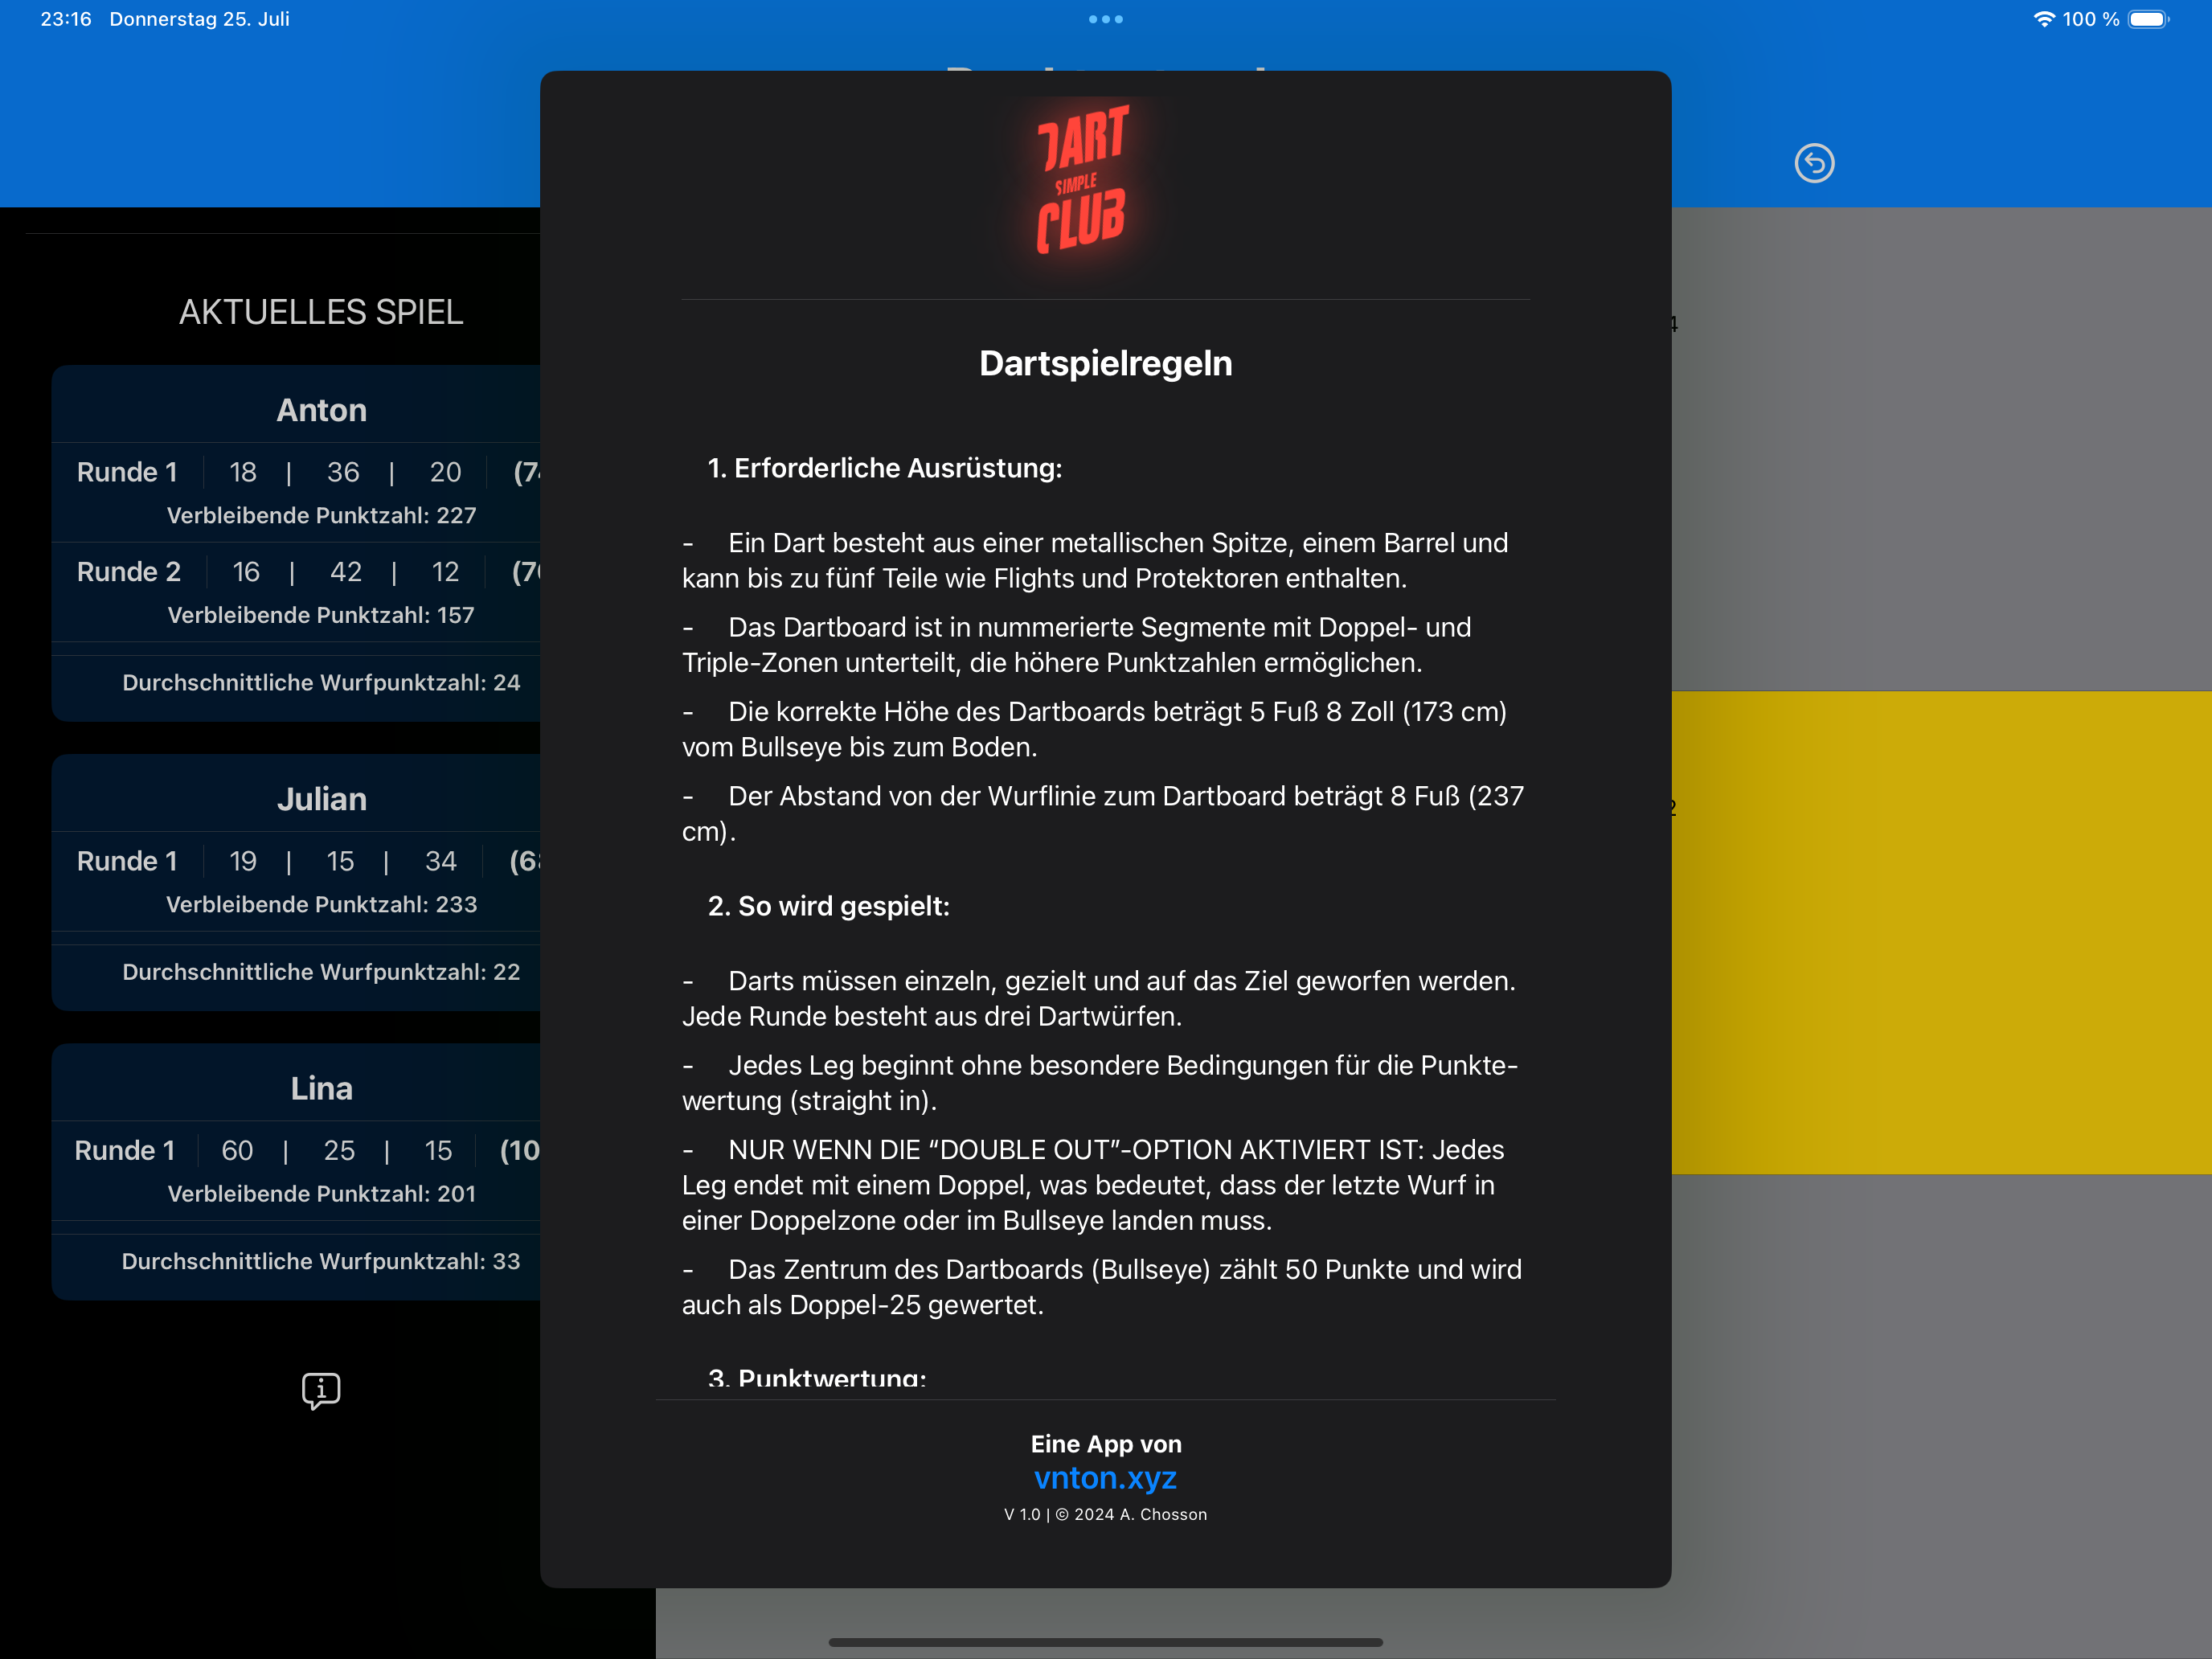 23:16 Donnerstag 25. Juli
100 %
AKTUELLES SPIEL
Anton
Runde 1 18 | 36 | 20
Verbleibende Punktzahl: 227
Runde 2 16 | 42 | 12
Verbleibende Punktzahl: 157
Durchschnittliche Wurfpunktzahl: 24
Julian
Runde 1 19 | 15 | 34
Verbleibende Punktzahl: 233
Durchschnittliche Wurfpunktzahl: 22
Lina
Runde 1 60 | 25 | 15
Verbleibende Punktzahl: 201
Durchschnittliche Wurfpunktzahl: 33
DART
SIMPLE
CLUB
Dartspielregeln
1. Erforderliche Ausrüstung:
- Ein Dart besteht aus einer metallischen Spitze, einem Barrel und
kann bis zu fünf Teile wie Flights und Protektoren enthalten.
- Das Dartboard ist in nummerierte Segmente mit Doppel- und
Triple-Zonen unterteilt, die höhere Punktzahlen ermöglichen.
- Die korrekte Höhe des Dartboards beträgt 5 Fuß 8 Zoll (173 cm)
vom Bullseye bis zum Boden.
- Der Abstand von der Wurflinie zum Dartboard beträgt 8 Fuß (237
cm).
2. So wird gespielt:
- Darts müssen einzeln, gezielt und auf das Ziel geworfen werden.
Jede Runde besteht aus drei Dartwürfen.
- Jedes Leg beginnt ohne besondere Bedingungen für die Punkte-
wertung (straight in).
- NUR WENN DIE “DOUBLE OUT”-OPTION AKTIVIERT IST: Jedes
Leg endet mit einem Doppel, was bedeutet, dass der letzte Wurf in
einer Doppelzone oder im Bullseye landen muss.
- Das Zentrum des Dartboards (Bullseye) zählt 50 Punkte und wird
auch als Doppel-25 gewertet.
3. Punktwertung:
Eine App von
vnton.xyz
V 1.0 | © 2024 A. Chosson